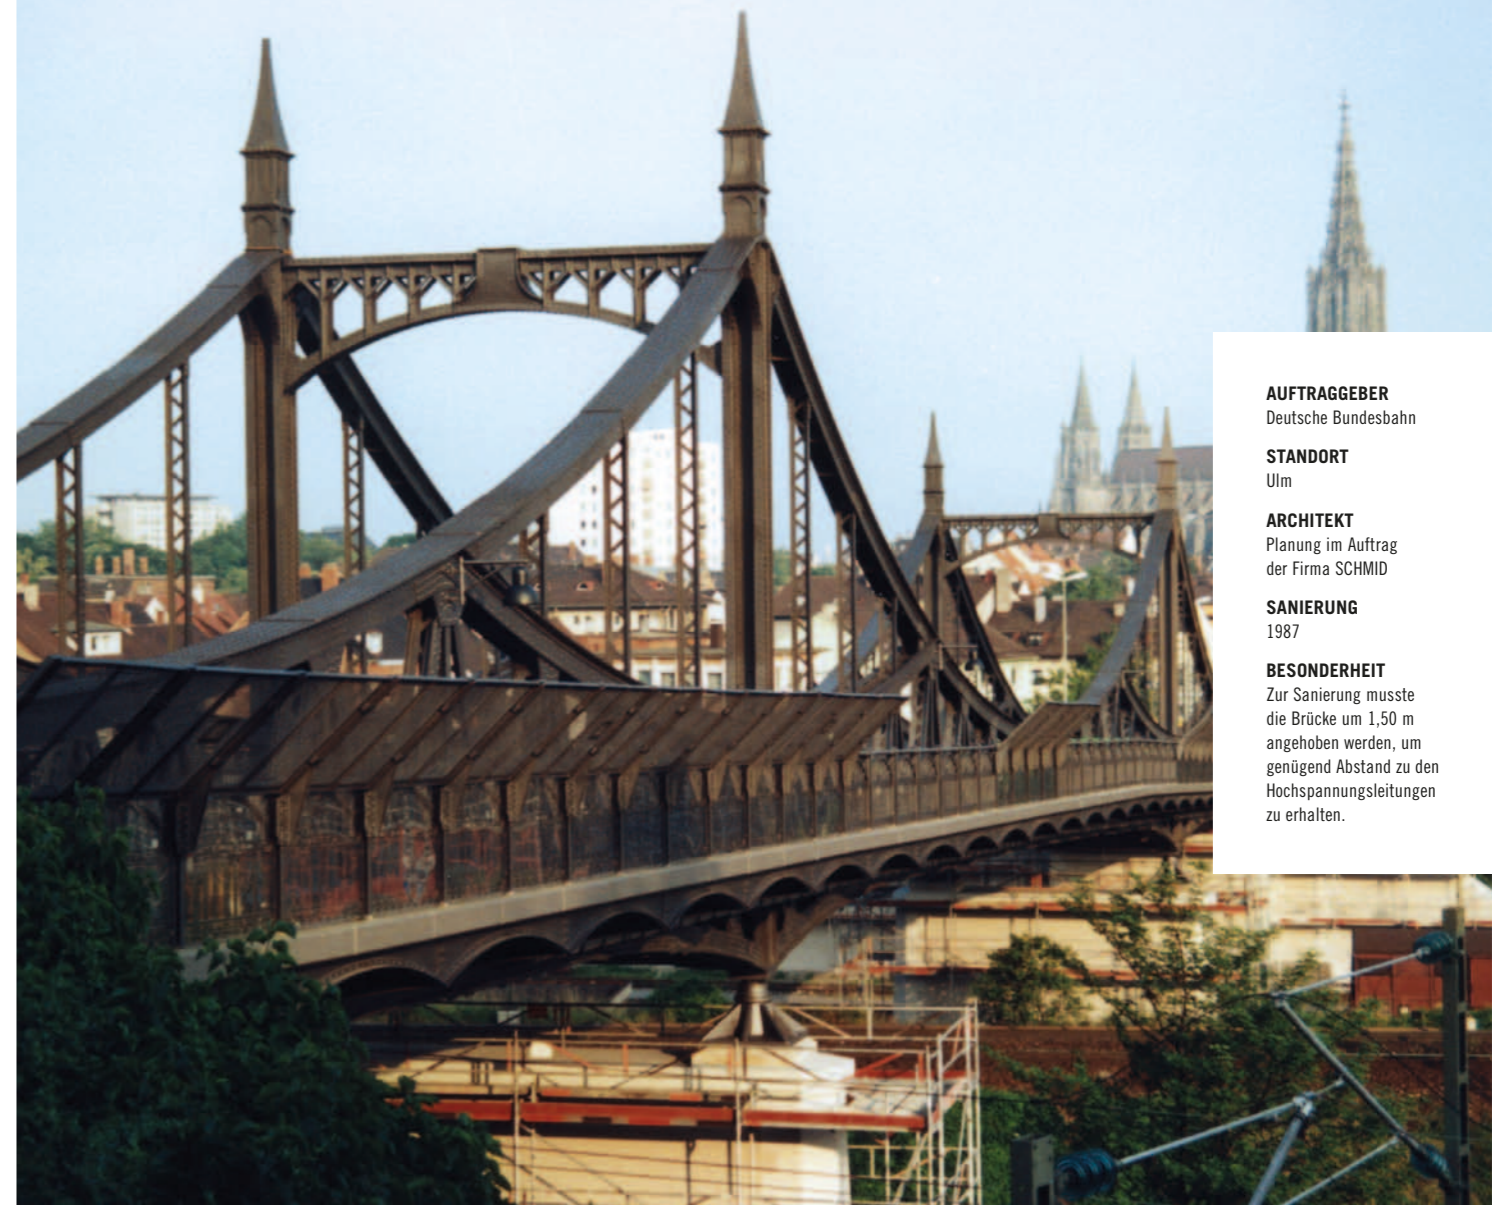 AUFTRAGGEBER
Deutsche Bundesbahn
STANDORT
Ulm
ARCHITEKT
Planung im Auftrag
der Firma SCHMID
SANIERUNG
1987
BESONDERHEIT
Zur Sanierung musste
die Brücke um 1,50 m
angehoben werden, um
genügend Abstand zu den
Hochspannungsleitungen
zu erhalten.